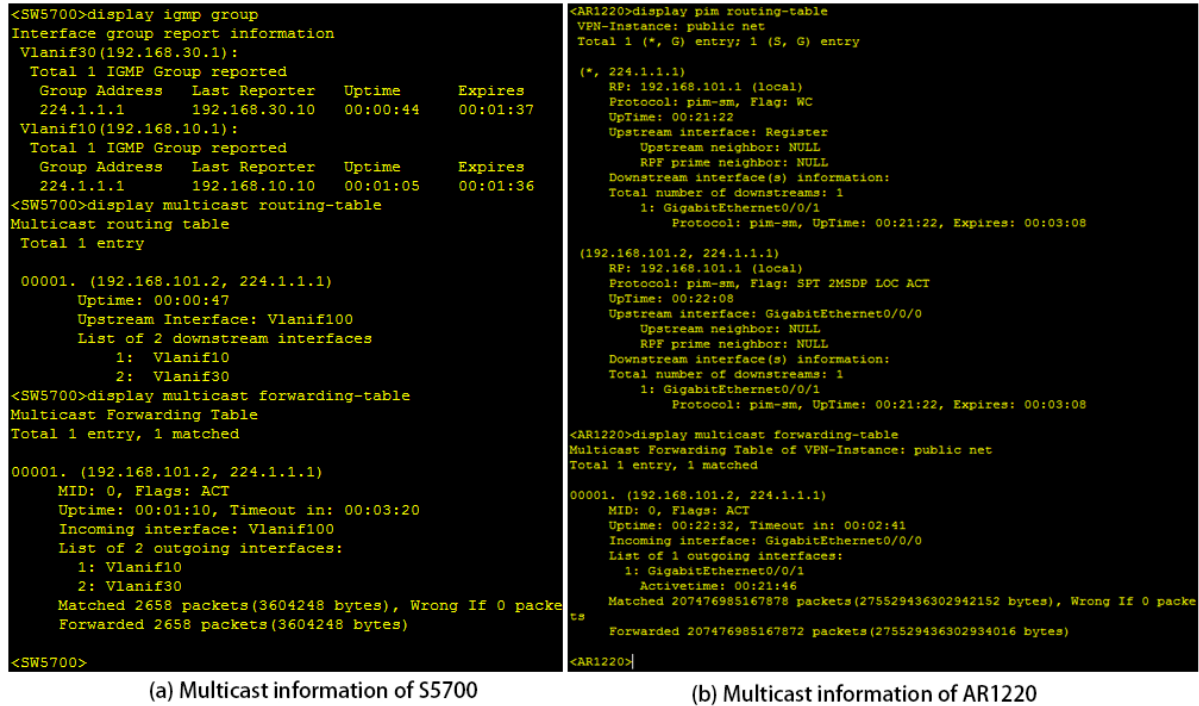 <SW5700>display igmp group
Interface group report information
 Vlanif30(192.168.30.1):
  Total 1 IGMP Group reported
   Group Address   Last Reporter   Uptime      Expires
   224.1.1.1       192.168.30.10   00:00:44    00:01:37
 Vlanif10(192.168.10.1):
  Total 1 IGMP Group reported
   Group Address   Last Reporter   Uptime      Expires
   224.1.1.1       192.168.10.10   00:01:05    00:01:36
<SW5700>display multicast routing-table
Multicast routing table
 Total 1 entry
 00001. (192.168.101.2, 224.1.1.1)
       Uptime: 00:00:47
       Upstream Interface: Vlanif100
       List of 2 downstream interfaces
           1:  Vlanif10
           2:  Vlanif30
<SW5700>display multicast forwarding-table
Multicast Forwarding Table
Total 1 entry, 1 matched
00001. (192.168.101.2, 224.1.1.1)
     MID: 0, Flags: ACT
     Uptime: 00:01:10, Timeout in: 00:03:20
     Incoming interface: Vlanif100
     List of 2 outgoing interfaces:
       1: Vlanif10
       2: Vlanif30
     Matched 2658 packets(3604248 bytes), Wrong If 0 packe
     Forwarded 2658 packets(3604248 bytes)
<SW5700>
(a) Multicast information of S5700
<AR1220>display pim routing-table
 VPN-Instance: public net
 Total 1 (*, G) entry; 1 (S, G) entry
 (*, 224.1.1.1)
     RP: 192.168.101.1 (local)
     Protocol: pim-sm, Flag: WC
     UpTime: 00:21:22
     Upstream interface: Register
         Upstream neighbor: NULL
         RPF prime neighbor: NULL
     Downstream interface(s) information:
     Total number of downstreams: 1
         1: GigabitEthernet0/0/1
             Protocol: pim-sm, UpTime: 00:21:22, Expires: 00:03:08
 (192.168.101.2, 224.1.1.1)
     RP: 192.168.101.1 (local)
     Protocol: pim-sm, Flag: SPT 2MSDP LOC ACT
     UpTime: 00:22:08
     Upstream interface: GigabitEthernet0/0/0
         Upstream neighbor: NULL
         RPF prime neighbor: NULL
     Downstream interface(s) information:
     Total number of downstreams: 1
         1: GigabitEthernet0/0/1
             Protocol: pim-sm, UpTime: 00:21:22, Expires: 00:03:08
<AR1220>display multicast forwarding-table
Multicast Forwarding Table of VPN-Instance: public net
Total 1 entry, 1 matched
00001. (192.168.101.2, 224.1.1.1)
     MID: 0, Flags: ACT
     Uptime: 00:22:32, Timeout in: 00:02:41
     Incoming interface: GigabitEthernet0/0/0
     List of 1 outgoing interfaces:
       1: GigabitEthernet0/0/1
         Activetime: 00:21:46
     Matched 207476985167878 packets(275529436302942152 bytes), Wrong If 0 packe
ts
     Forwarded 207476985167872 packets(275529436302934016 bytes)
<AR1220>
(b) Multicast information of AR1220